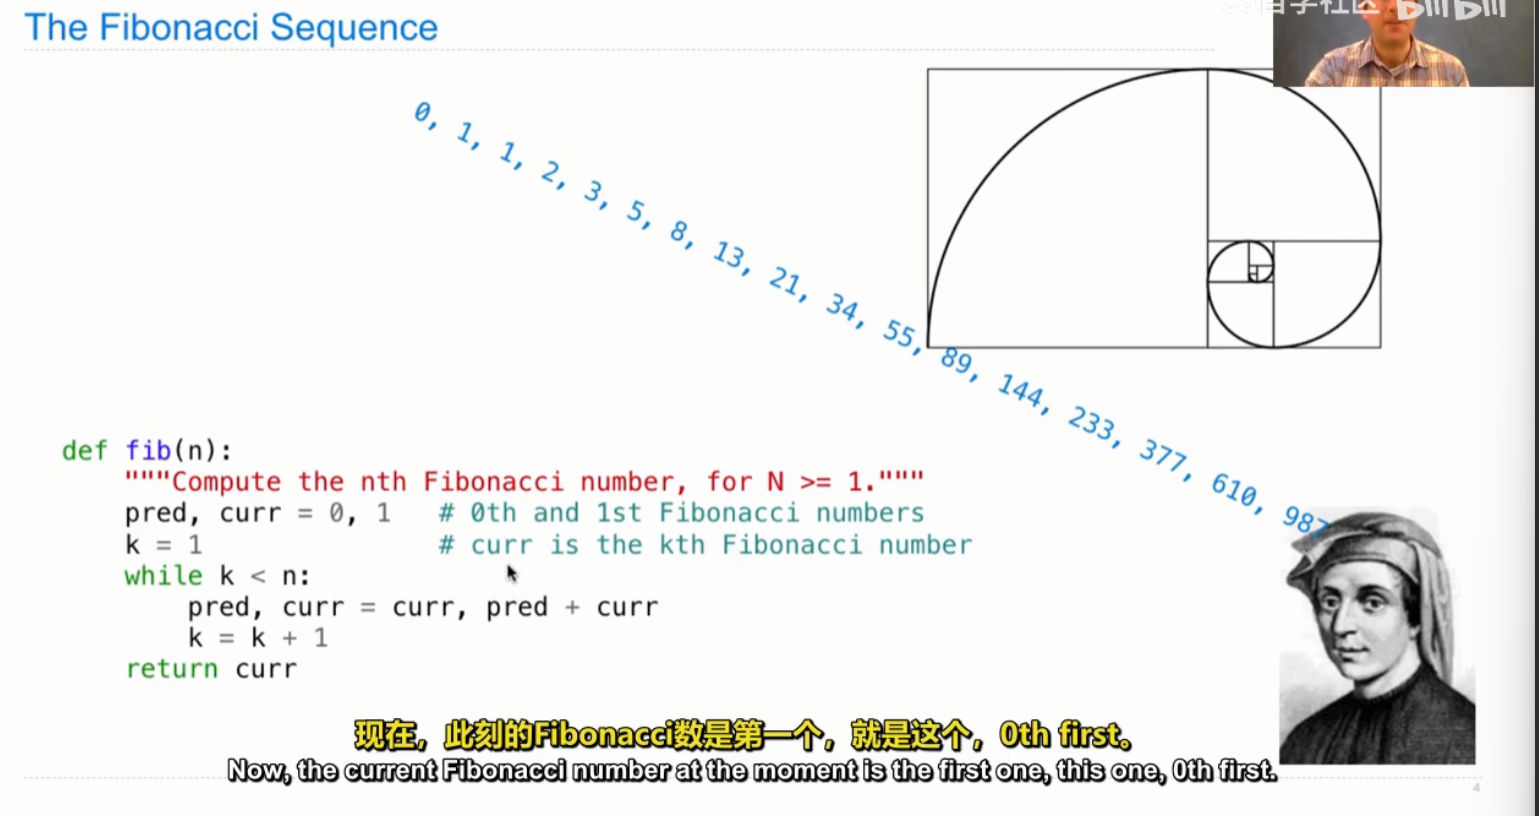 The Fibonacci Sequence
自学社区 bilibili
0, 1, 1, 2, 3, 5, 8, 13, 21, 34, 55, 89, 144, 233, 377, 610, 987
def fib(n):
"""Compute the nth Fibonacci number, for N >= 1."""
pred, curr = 0, 1 # 0th and 1st Fibonacci numbers
k = 1 # curr is the kth Fibonacci number
while k < n:
pred, curr = curr, pred + curr
k = k + 1
return curr
现在，此刻的Fibonacci数是第一个，就是这个，0th first。
Now, the current Fibonacci number at the moment is the first one, this one, 0th first.
4